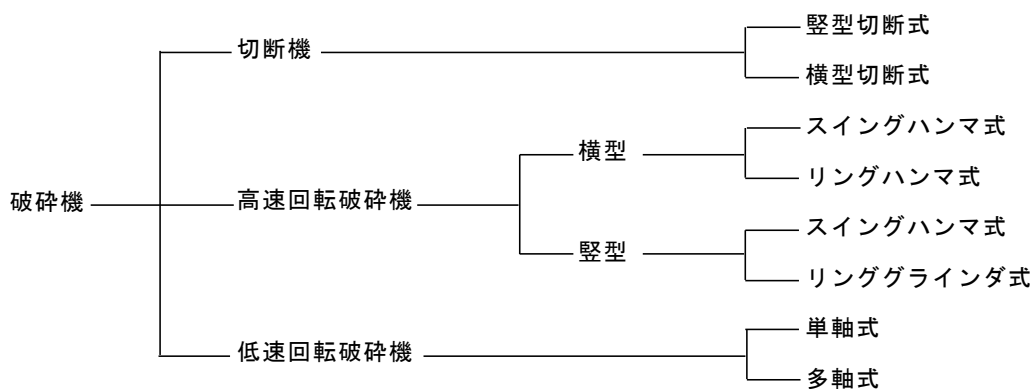 破砕機
切断機
竪型切断式
横型切断式
高速回転破砕機
横型
スイングハンマ式
リングハンマ式
竪型
スイングハンマ式
リンググラインダ式
低速回転破砕機
単軸式
多軸式